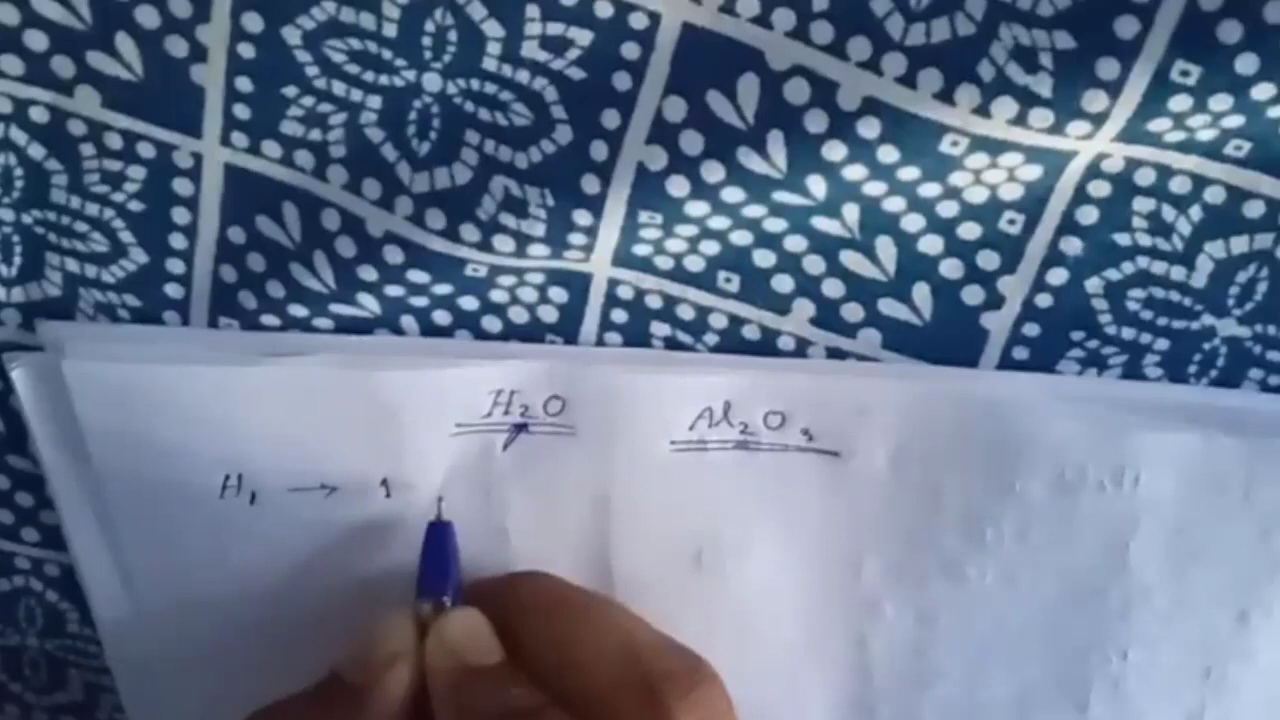 H₂O Al₂O₃
H₁ → 1